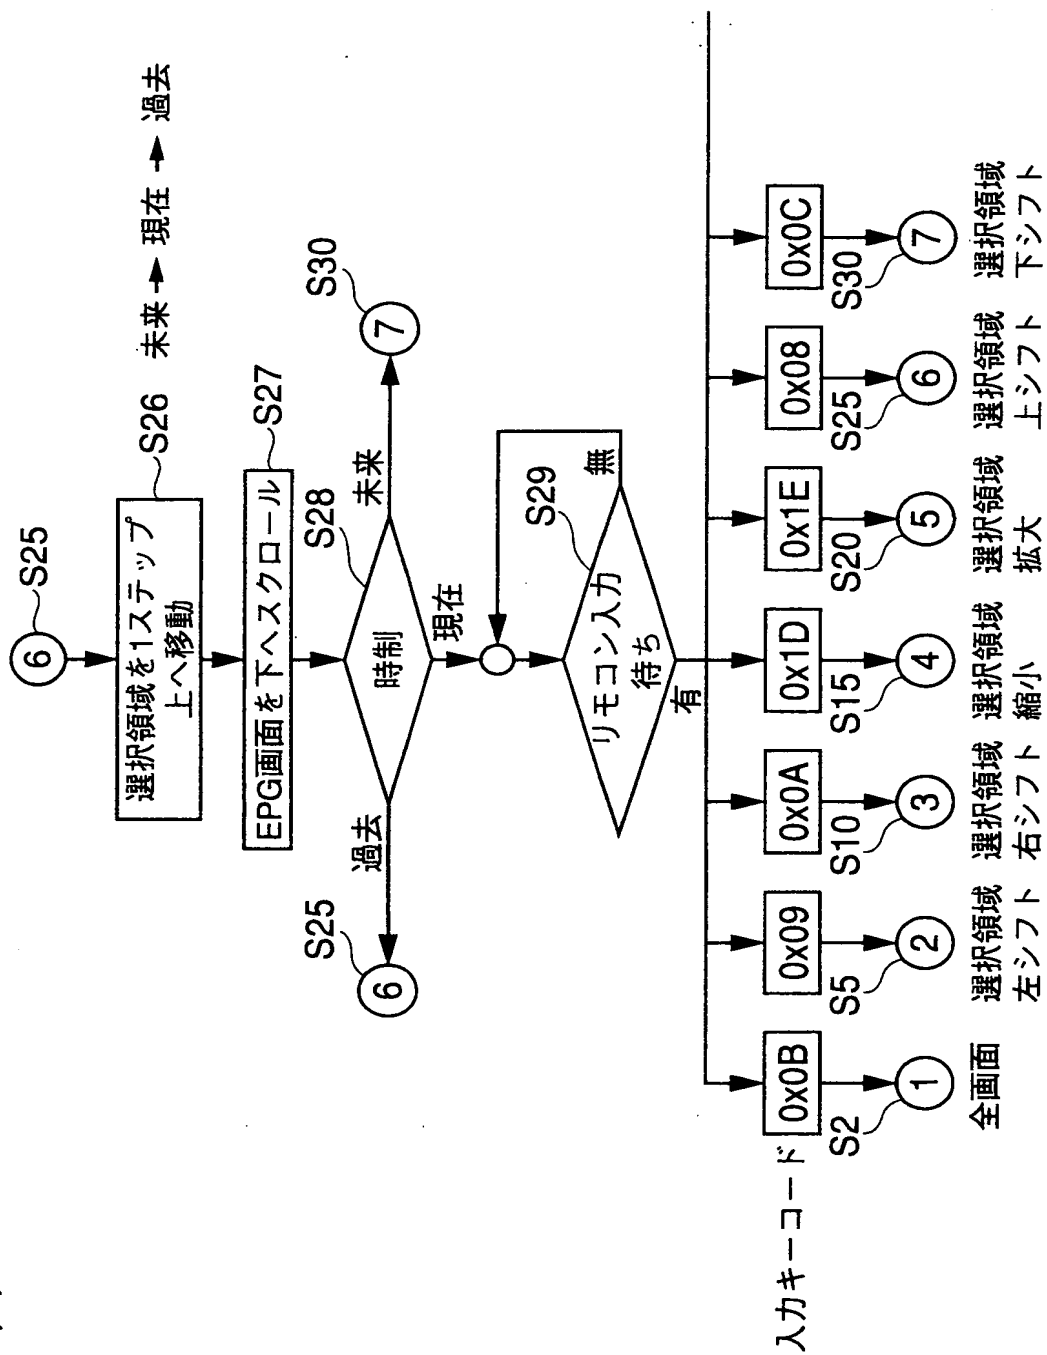 ⑥ S25
選択領域を1ステップ
上へ移動
S26
未来→現在→過去
EPG画面を下へスクロール
S27
時制
S28
過去
未来
現在
S25
⑥
S30
⑦
リモコン入力
待ち
S29
無
有
入力キーコード
0x0B
0x09
0x0A
0x1D
0x1E
0x08
0x0C
S2
S5
S10
S15
S20
S25
S30
①
②
③
④
⑤
⑥
⑦
全画面
選択領域
左シフト
選択領域
右シフト
選択領域
縮小
選択領域
拡大
選択領域
上シフト
選択領域
下シフト